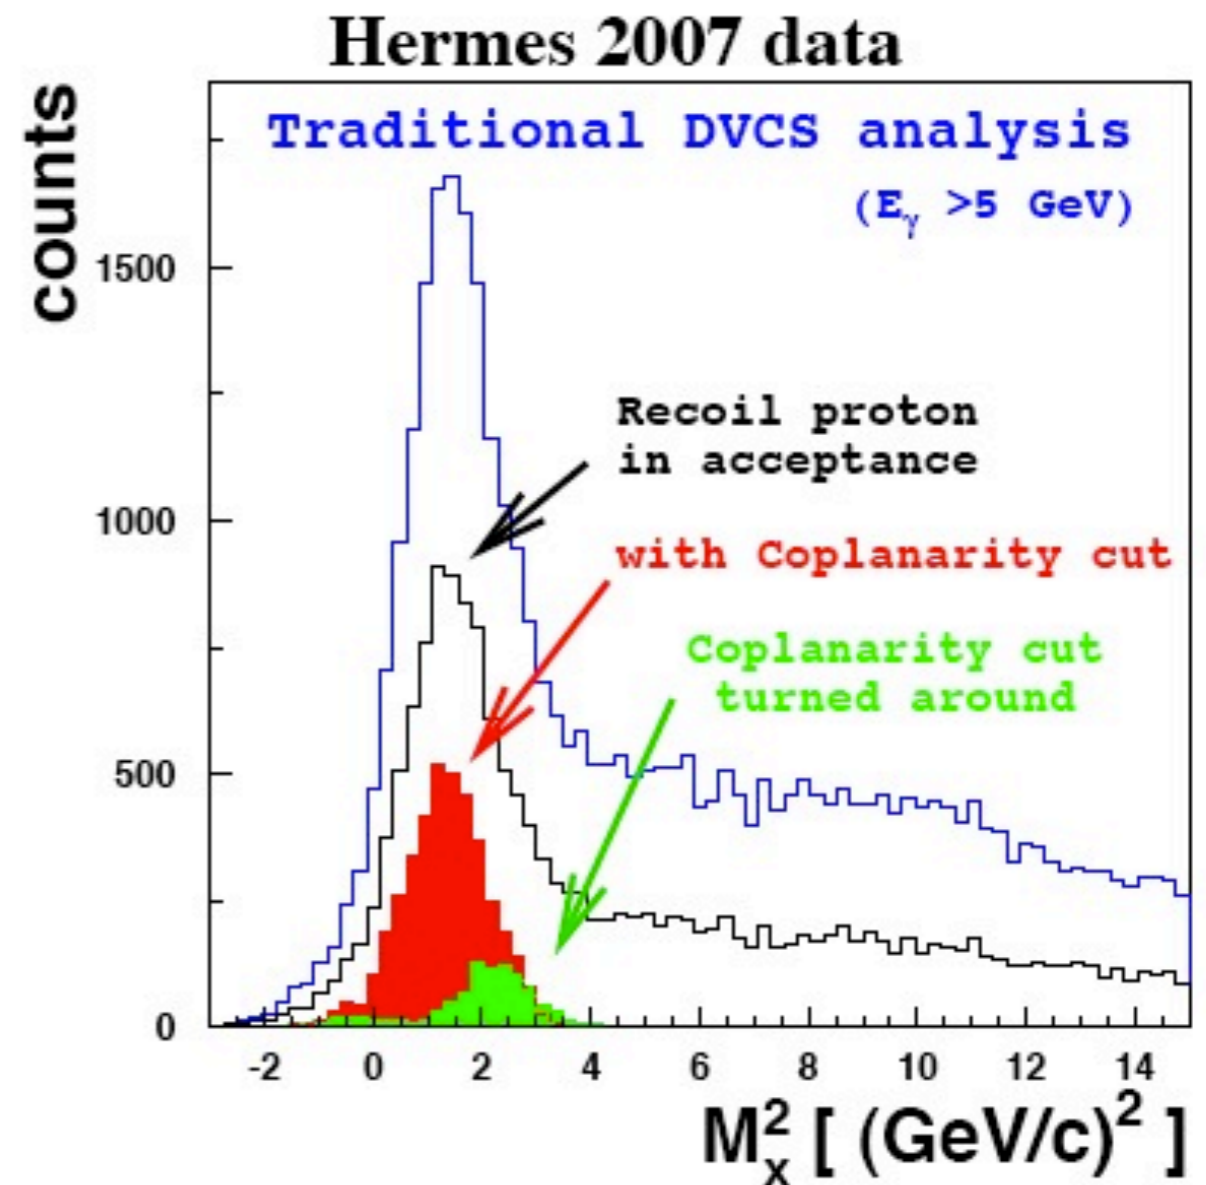 Hermes 2007 data
counts
Traditional DVCS analysis
(Eγ >5 GeV)
1500
Recoil proton
in acceptance
1000
with Coplanarity cut
Coplanarity cut
turned around
500
0
-2 0 2 4 6 8 10 12 14
M²ₓ [ (GeV/c)² ]